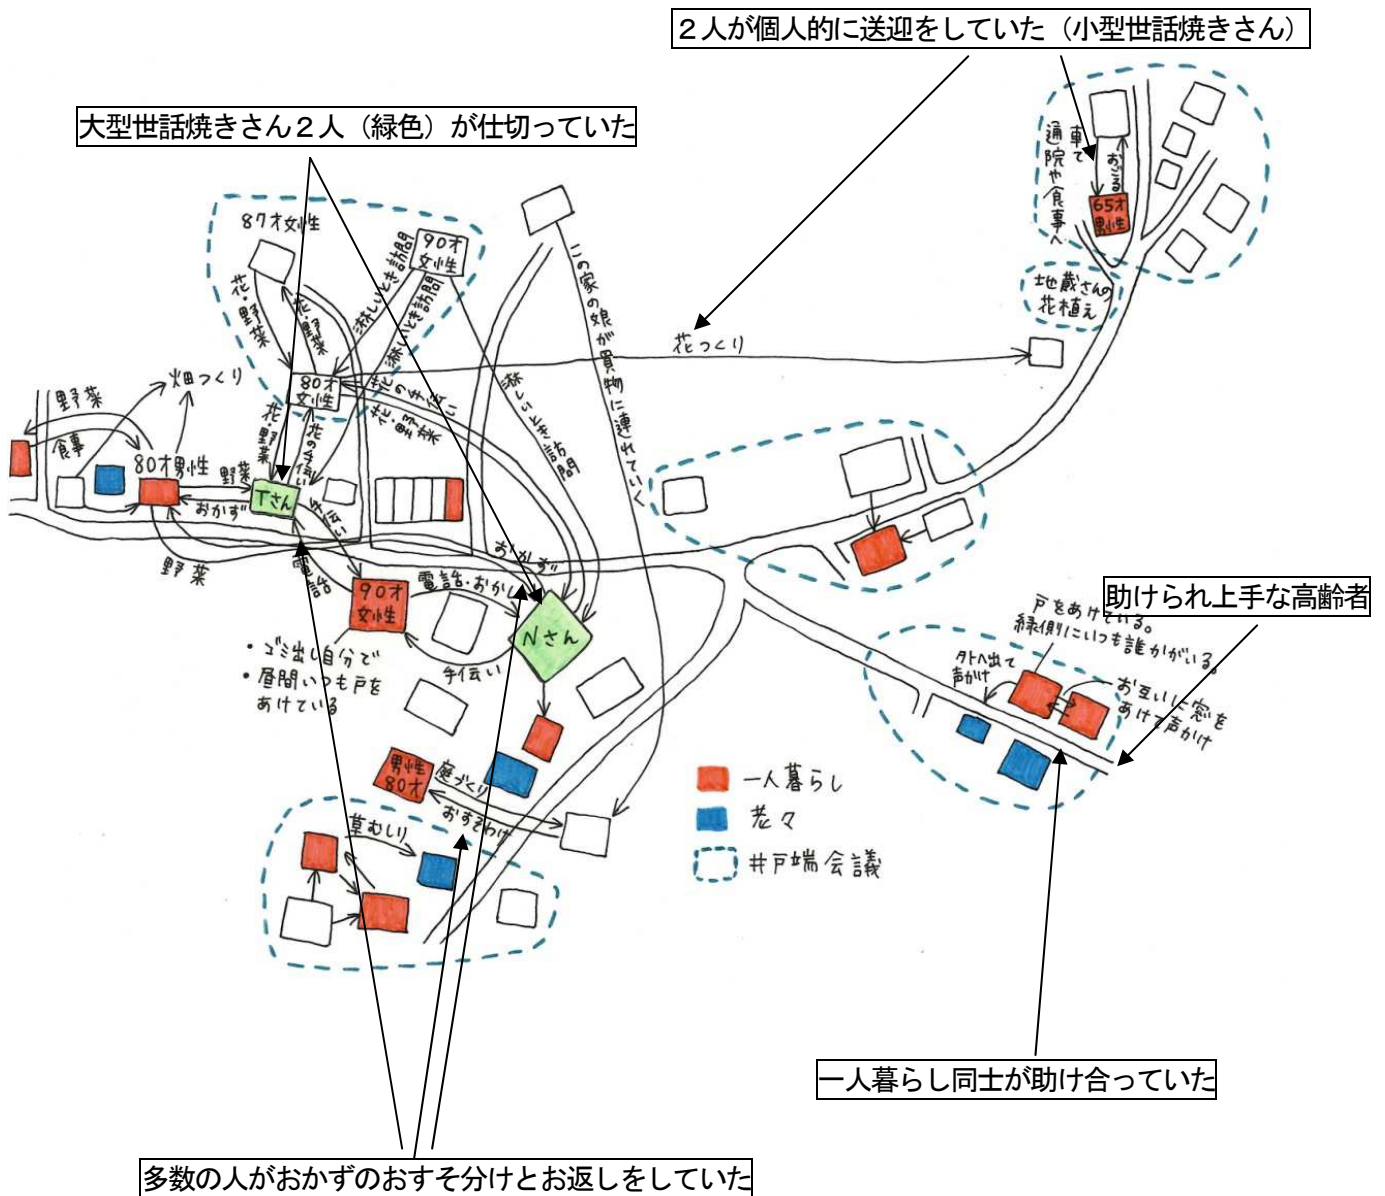 ２人が個人的に送迎をしていた（小型世話焼きさん）
大型世話焼きさん２人（緑色）が仕切っていた
車で
通院や食事へ
おごる
65才
男性
地蔵さんの
花植え
87才女性
90才
女性
花・野菜
花・野菜
淋しいとき訪問
淋しいとき訪問
淋しいとき訪問
この家の娘が買物に連れていく
花つくり
80才
女性
花の手伝い
花・野菜
花・野菜
花の手伝い
畑つくり
野菜
食事
80才男性
野菜
おかず
Tさん
手伝い
野菜
電話
おかず
90才
女性
電話・おかし
Nさん
手伝い
・ゴミ出し自分で
・昼間いつも戸を
あけている
男性
80才
庭づくり
おすそわけ
草むしり
一人暮らし
老々
井戸端会議
助けられ上手な高齢者
戸をあけている。
縁側にいつも誰かがいる。
外へ出て
声かけ
お互いに窓を
あけて声かけ
一人暮らし同士が助け合っていた
多数の人がおかずのおすそ分けとお返しをしていた